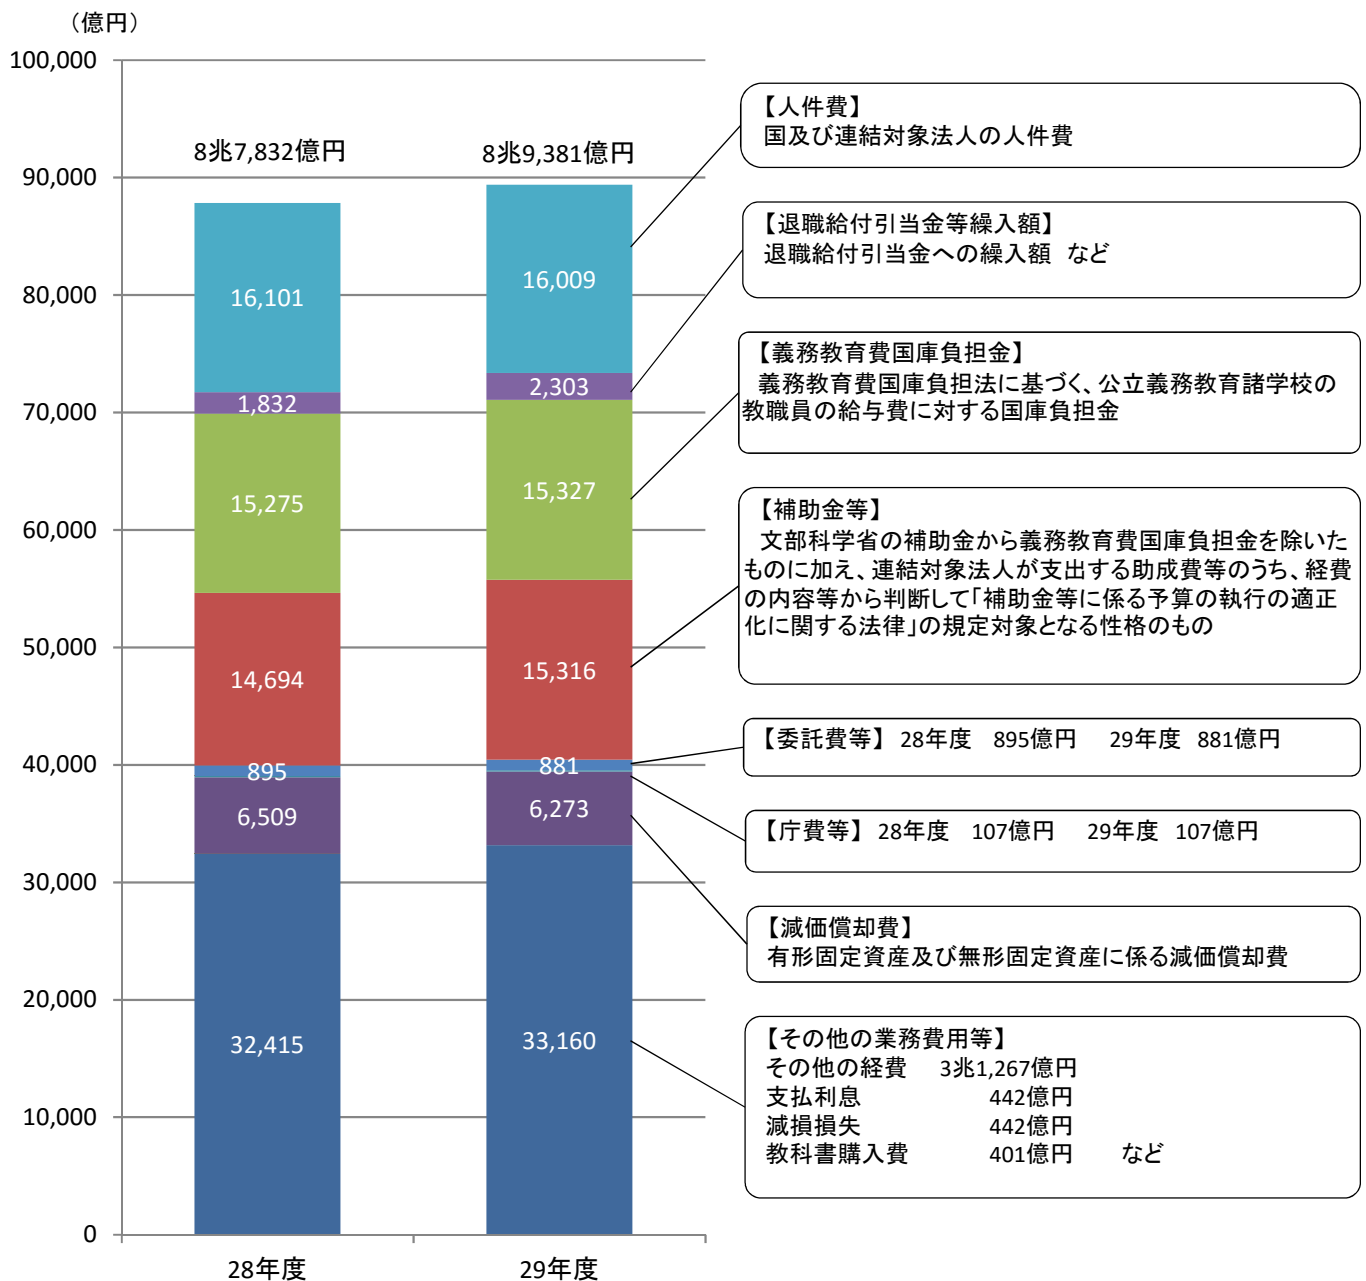 （億円）
100,000
90,000
80,000
70,000
60,000
50,000
40,000
30,000
20,000
10,000
0
8兆7,832億円
16,101
1,832
15,275
14,694
895
6,509
32,415
28年度
8兆9,381億円
16,009
2,303
15,327
15,316
881
6,273
33,160
29年度
【人件費】
国及び連結対象法人の人件費
【退職給付引当金等繰入額】
退職給付引当金への繰入額　など
【義務教育費国庫負担金】
義務教育費国庫負担法に基づく、公立義務教育諸学校の
教職員の給与費に対する国庫負担金
【補助金等】
文部科学省の補助金から義務教育費国庫負担金を除いた
ものに加え、連結対象法人が支出する助成費等のうち、経費
の内容等から判断して「補助金等に係る予算の執行の適正
化に関する法律」の規定対象となる性格のもの
【委託費等】 28年度　895億円　29年度　881億円
【庁費等】 28年度　107億円　29年度　107億円
【減価償却費】
有形固定資産及び無形固定資産に係る減価償却費
【その他の業務費用等】
その他の経費　3兆1,267億円
支払利息　442億円
減損損失　442億円
教科書購入費　401億円　など